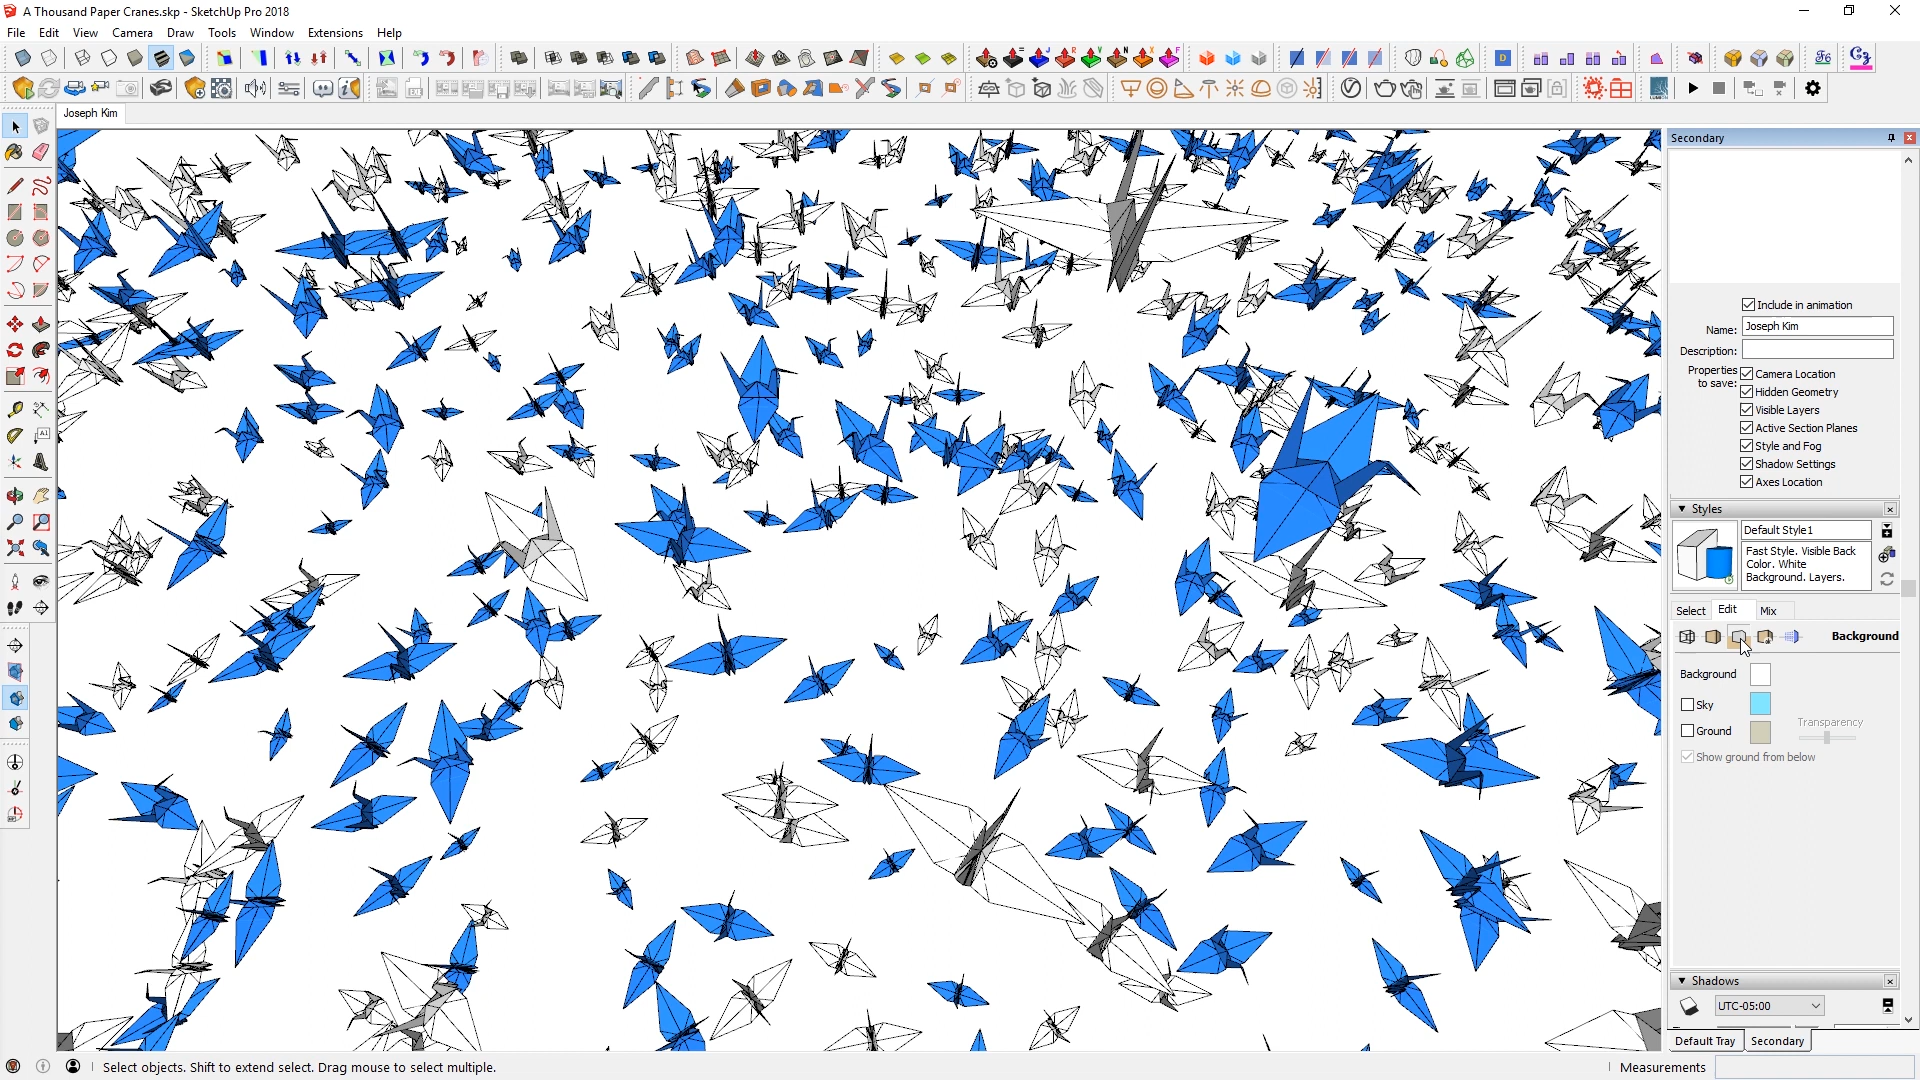 A Thousand Paper Cranes.skp - SketchUp Pro 2018
File Edit View Camera Draw Tools Window Extensions Help
Joseph Kim
Secondary
Include in animation
Name: Joseph Kim
Description:
Properties to save:
Camera Location
Hidden Geometry
Visible Layers
Active Section Planes
Style and Fog
Shadow Settings
Axes Location
Styles
Default Style1
Fast Style. Visible Back
Color. White
Background. Layers.
Select Edit Mix
Background
Background
Sky
Ground
Transparency
Show ground from below
Shadows
UTC-05:00
Default Tray Secondary
Select objects. Shift to extend select. Drag mouse to select multiple.
Measurements